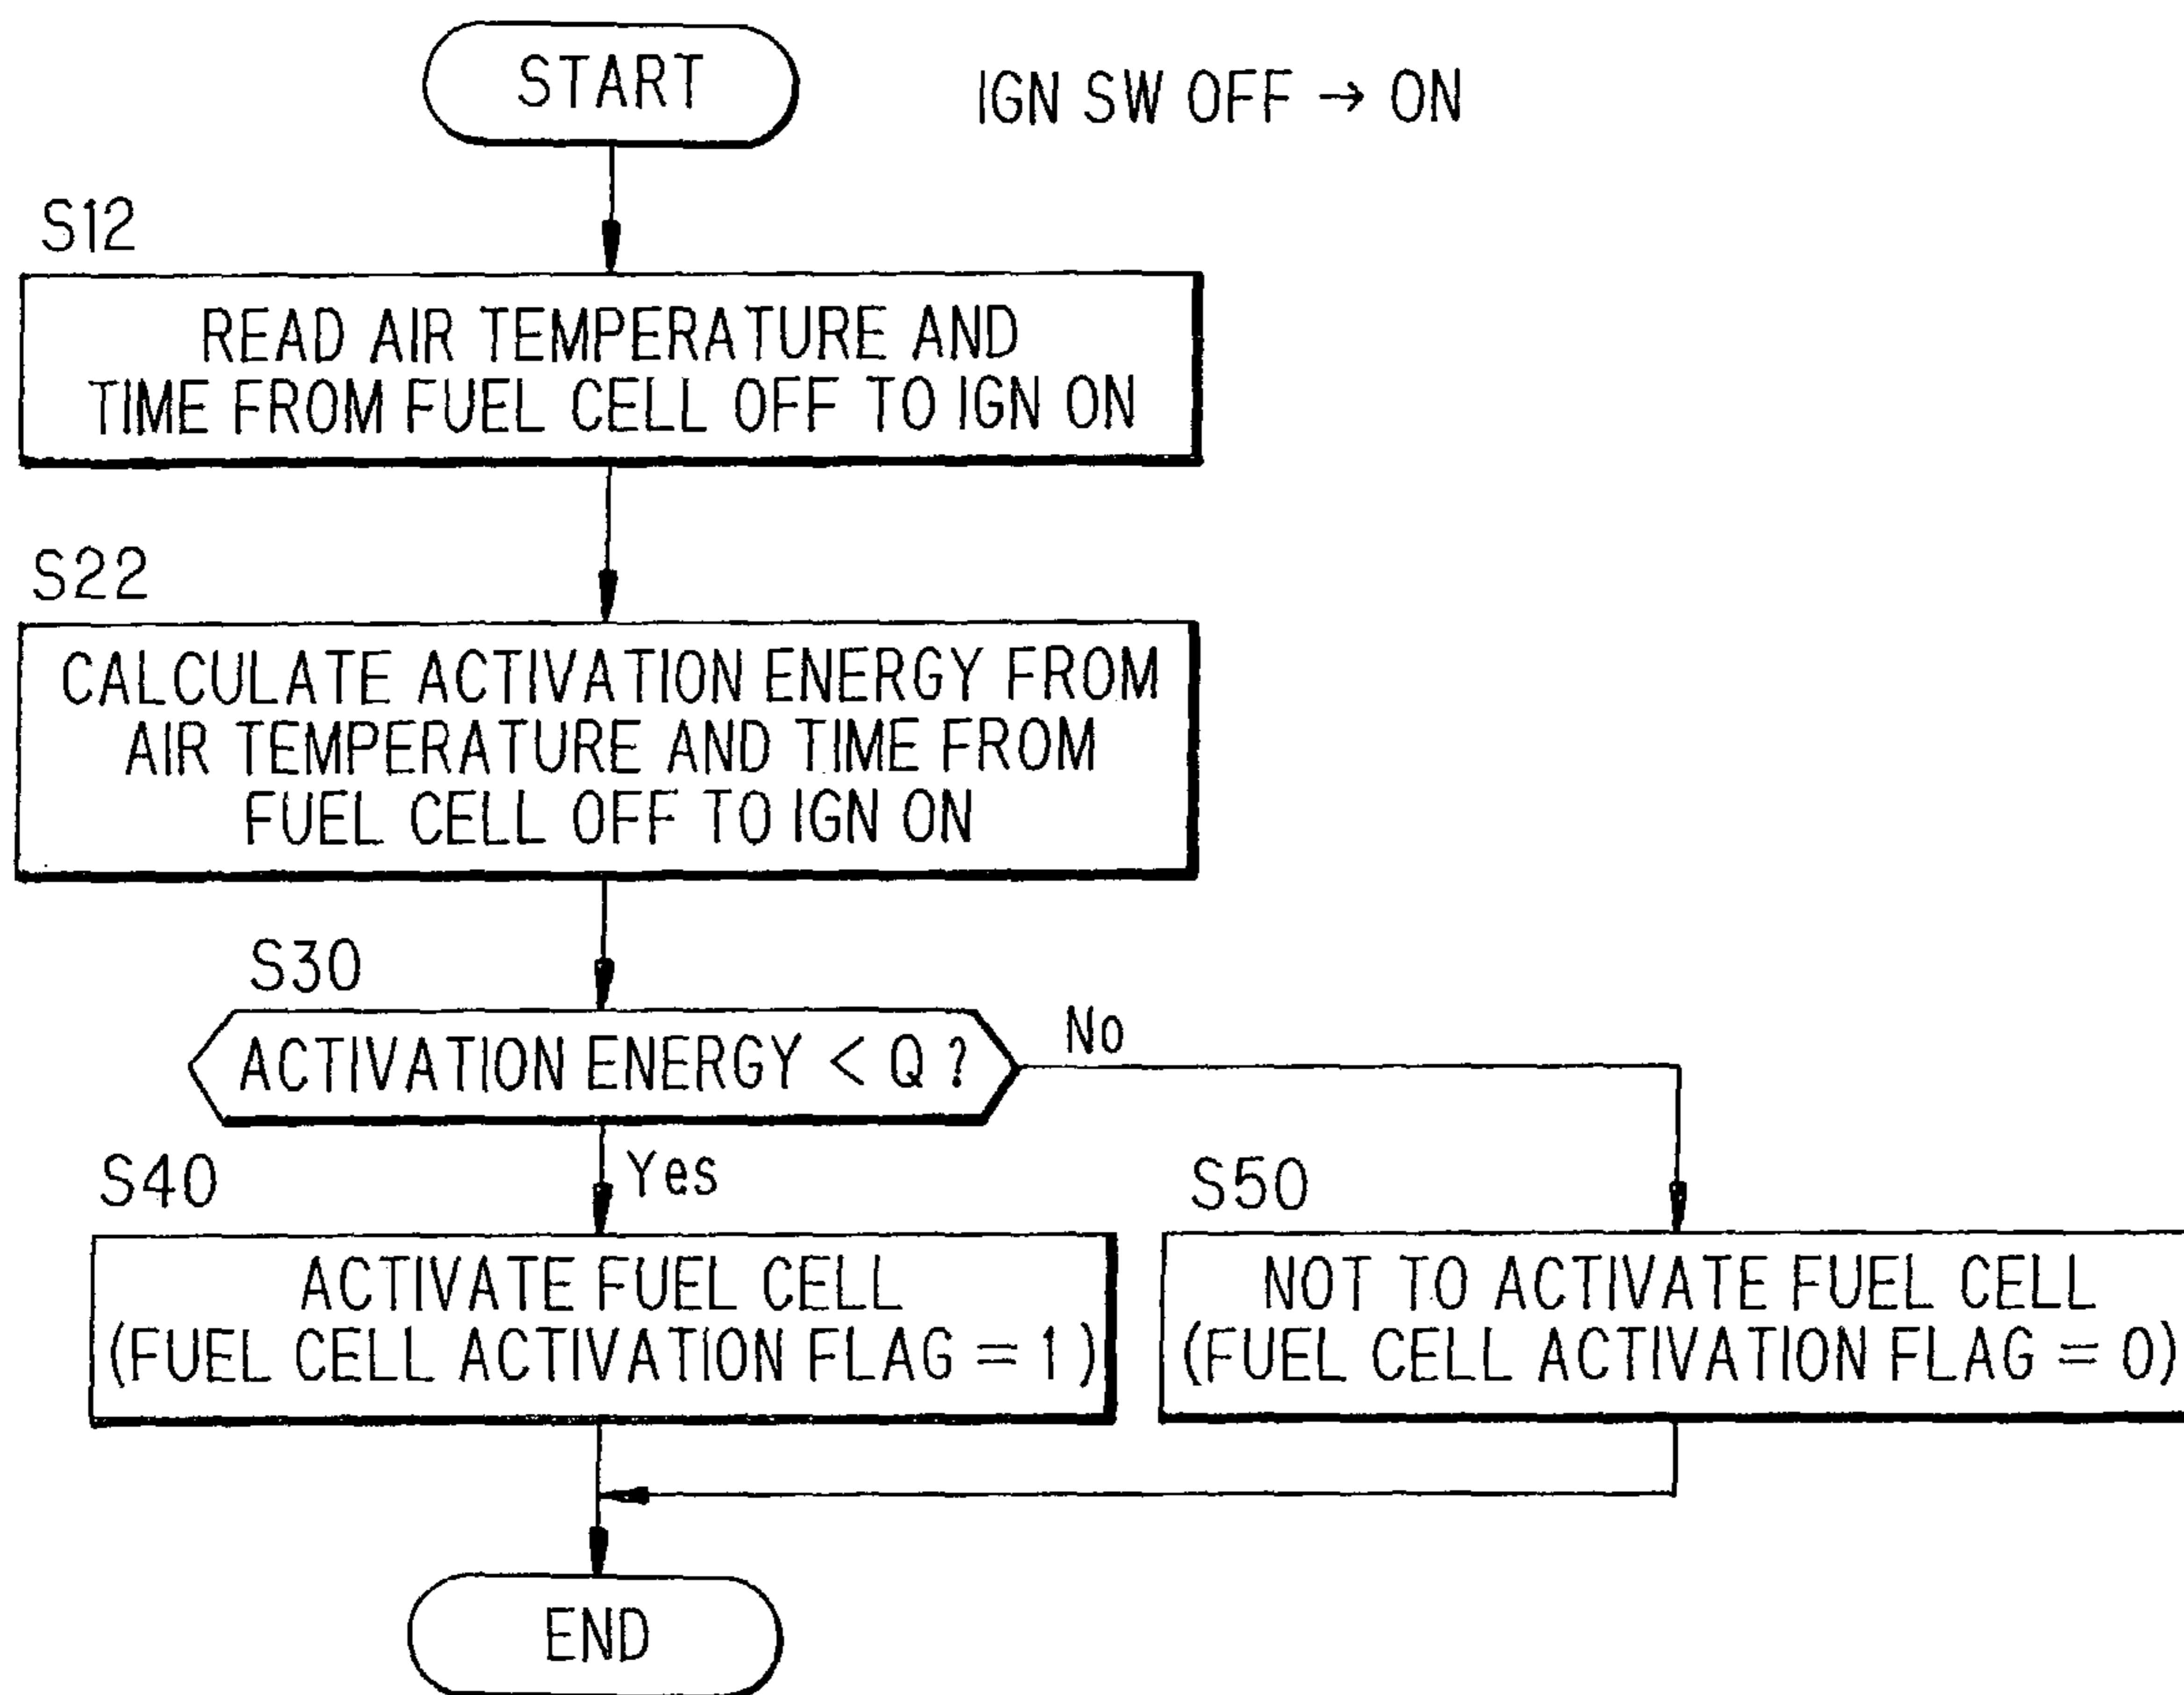 START
IGN SW OFF → ON
S12
READ AIR TEMPERATURE AND
TIME FROM FUEL CELL OFF TO IGN ON
S22
CALCULATE ACTIVATION ENERGY FROM
AIR TEMPERATURE AND TIME FROM
FUEL CELL OFF TO IGN ON
S30
ACTIVATION ENERGY < Q ?
No
Yes
S40
ACTIVATE FUEL CELL
(FUEL CELL ACTIVATION FLAG = 1 )
S50
NOT TO ACTIVATE FUEL CELL
(FUEL CELL ACTIVATION FLAG = 0)
END